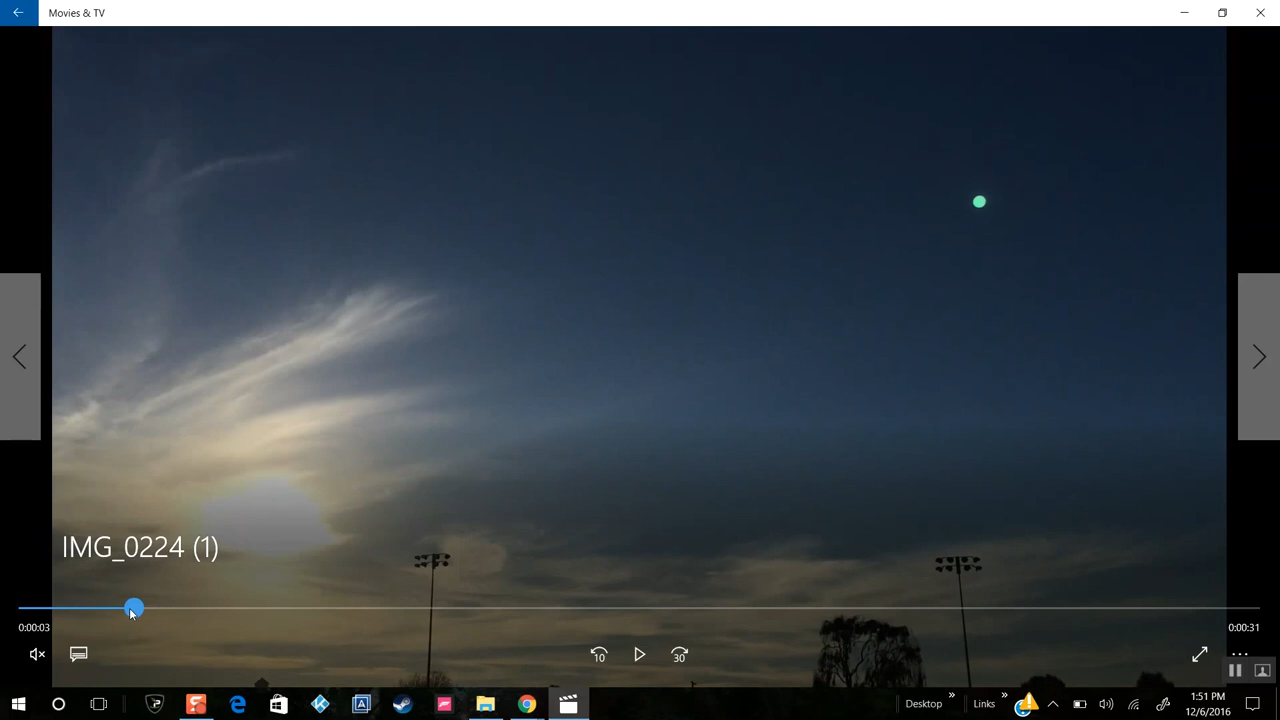 Movies & TV
IMG_0224 (1)
0:00:03
0:00:31
10
30
Desktop
Links
1:51 PM
12/6/2016